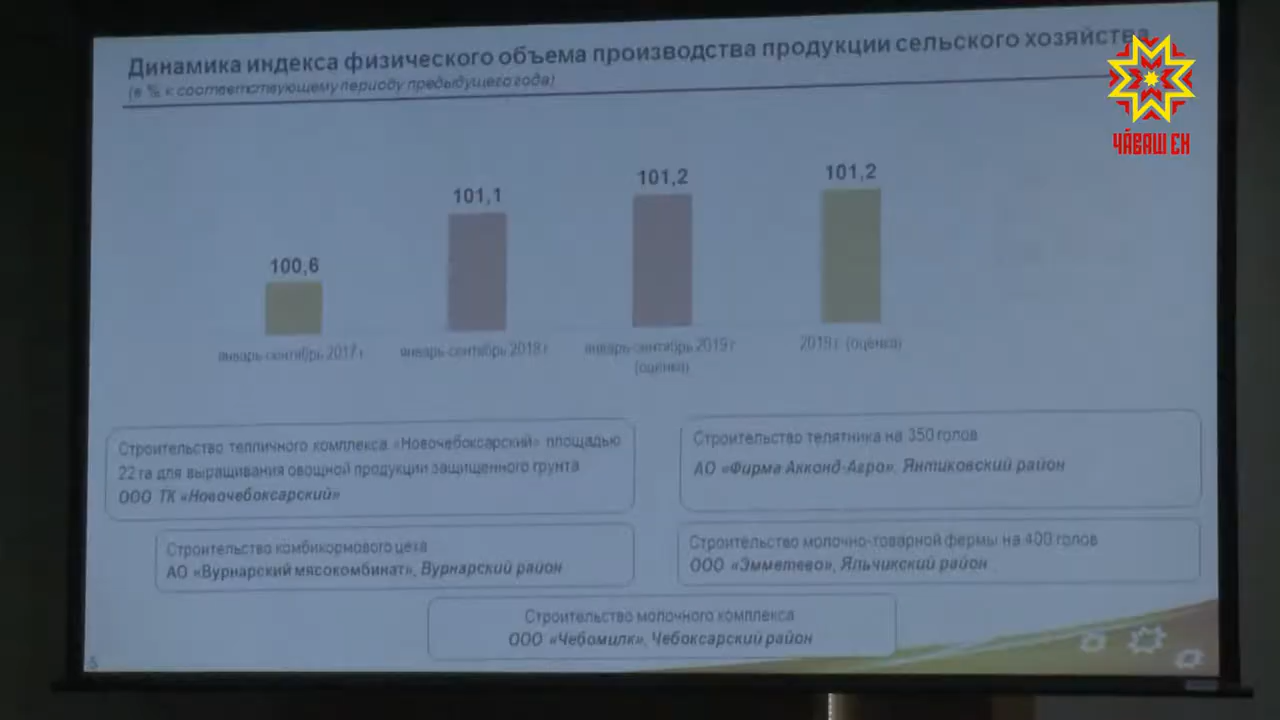 Динамика индекса физического объема производства продукции сельского хозяйства
(в % к соответствующему периоду предыдущего года)
ЧӐВАШ ЕН
100,6
101,1
101,2
101,2
январь-сентябрь 2017 г.
январь-сентябрь 2018 г.
январь-сентябрь 2019 г.
(оценка)
2019 г. (оценка)
Строительство тепличного комплекса «Новочебоксарский» площадью
22 га для выращивания овощной продукции защищенного грунта
ООО ТК «Новочебоксарский»
Строительство телятника на 350 голов
АО «Фирма Акконд-Агро», Янтиковский район
Строительство комбикормового цеха
АО «Вурнарский мясокомбинат», Вурнарский район
Строительство молочно-товарной фермы на 400 голов
ООО «Эмметево», Яльчикский район
Строительство молочного комплекса
ООО «Чебомилк», Чебоксарский район
5